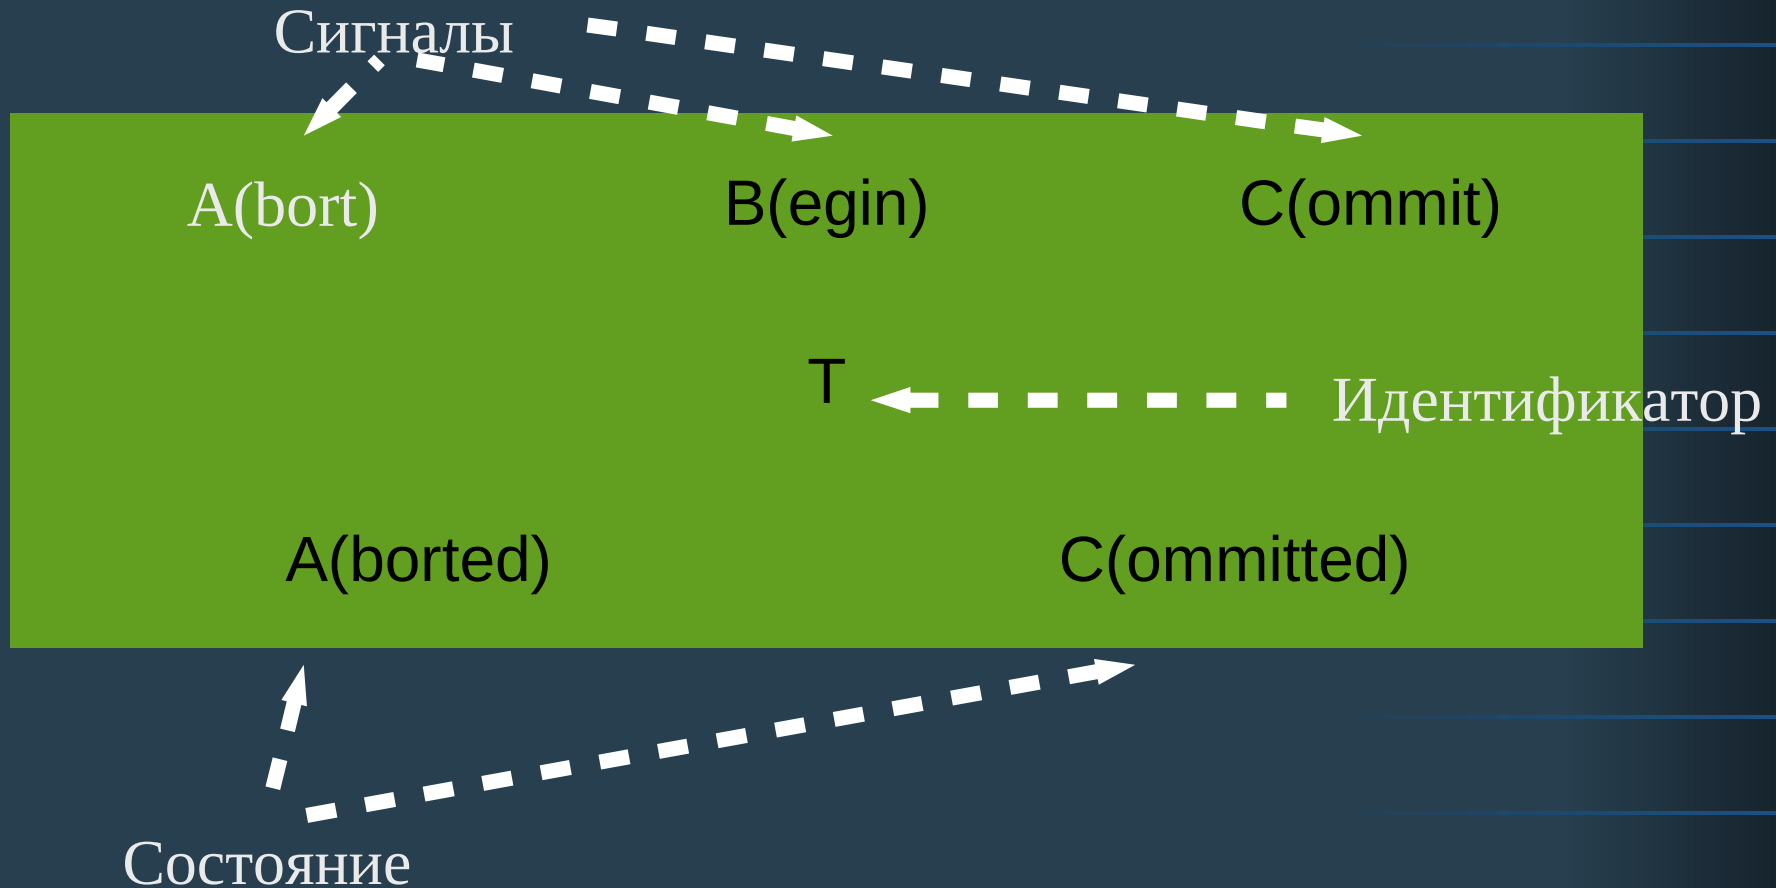 Сигналы
A(bort) B(egin) C(ommit)
T
Идентификатор
A(borted) C(ommitted)
Состояние